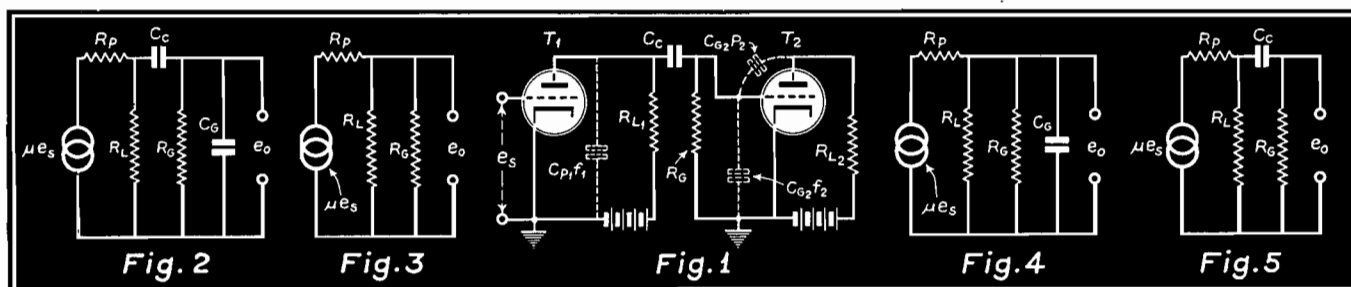 Rp Cc
RL RG CG eo
μes
Fig. 2
Rp
RL RG eo
μes
Fig. 3
T1 Cc CG2P2 T2
es CP1f1 RL1 RG CG2f2 RL2
Fig. 1
Rp
RL RG CG eo
μes
Fig. 4
Rp Cc
μes RL RG eo
Fig. 5